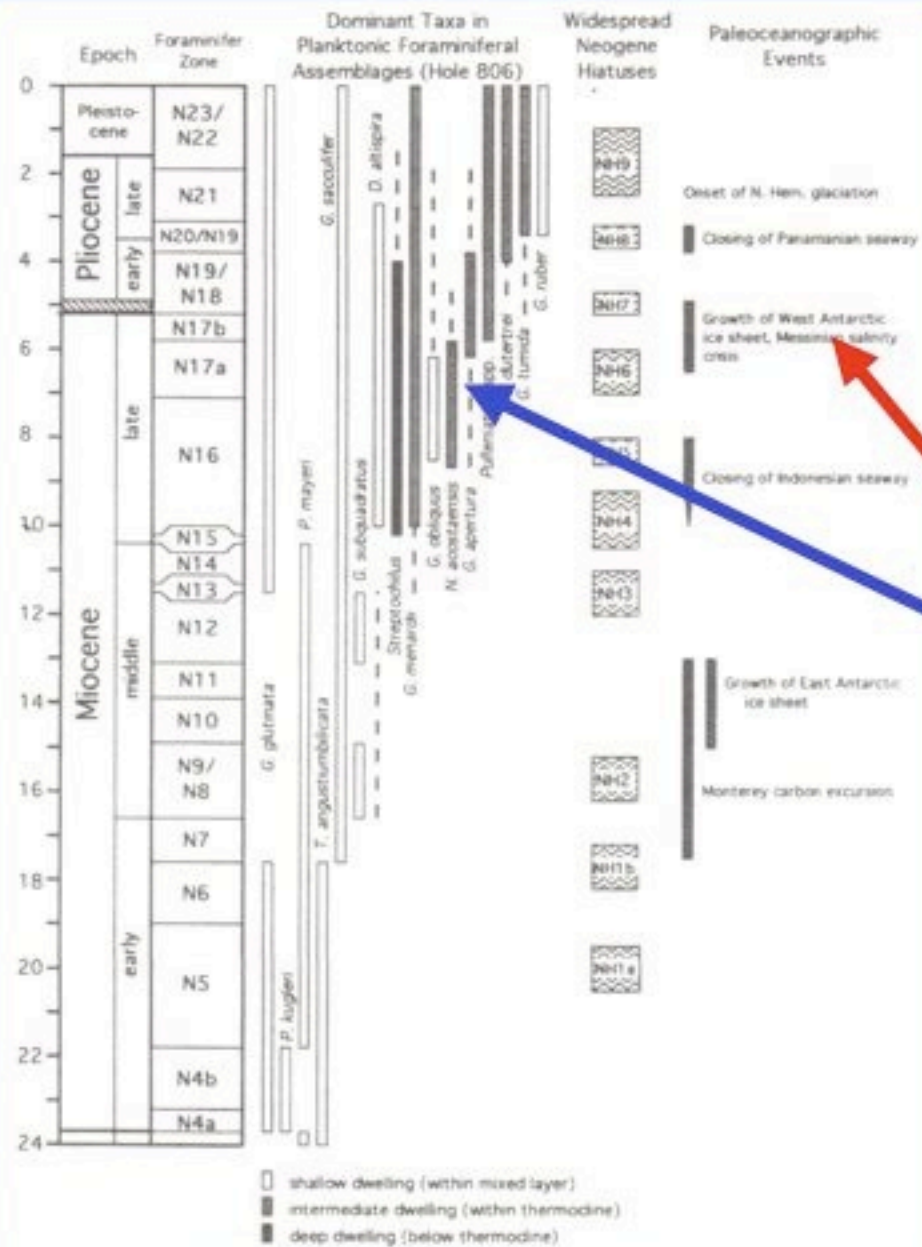 Epoch
Foraminifer
Zone
Dominant Taxa in
Planktonic Foraminiferal
Assemblages (Hole 806)
Widespread
Neogene
Hiatuses
Paleoceanographic
Events
0
2
4
6
8
10
12
14
16
18
20
22
24
Pleisto-
cene
Pliocene
late
early
Miocene
late
middle
early
N23/
N22
N21
N20/N19
N19/
N18
N17b
N17a
N16
N15
N14
N13
N12
N11
N10
N9/
N8
N7
N6
N5
N4b
N4a
G. glutinata
P. kugleri
P. mayeri
T. angustiumbilicata
G. sacculifer
G. subquadratus
D. altispira
Streptochilus
G. menardii
G. obliquus
N. acostaensis
G. apertura
dutertrei
G. tumida
G. ruber
NH9
NH8
NH7
NH6
NH4
NH3
NH2
NH1b
NH1a
Onset of N. Hem. glaciation
Closing of Panamanian seaway
Growth of West Antarctic
ice sheet, Messinian salinity
crisis
Closing of Indonesian seaway
Growth of East Antarctic
ice sheet
Monterey carbon excursion
shallow dwelling (within mixed layer)
intermediate dwelling (within thermocline)
deep dwelling (below thermocline)